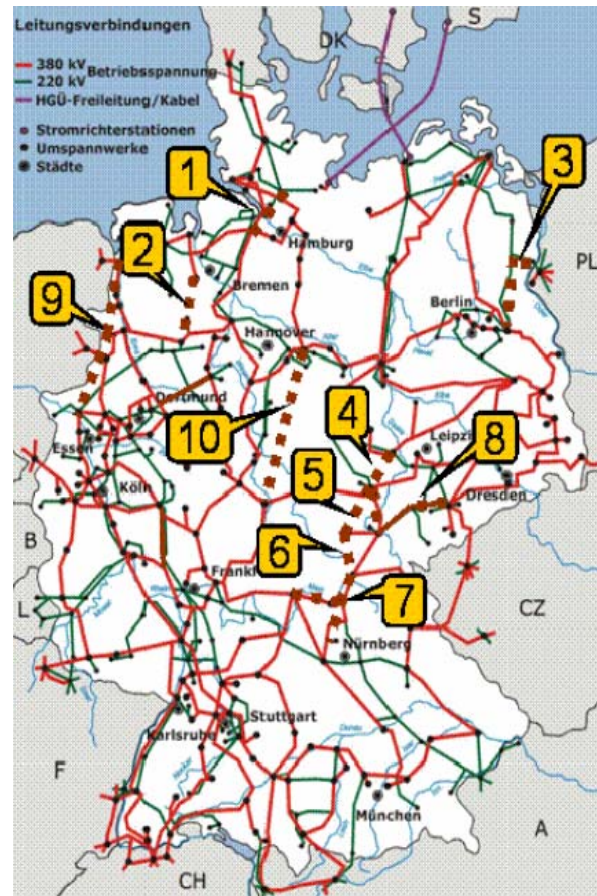 Leitungsverbindungen
380 kV
Betriebsspannung
220 kV
HGÜ-Freileitung/Kabel
Stromrichterstationen
Umspannwerke
Städte
DK
S
1
3
2
Hamburg
PL
Bremen
9
Berlin
Hannover
Dortmund
10
4
Leipzi
8
Essen
5
Dresden
Köln
6
B
Frankf
7
CZ
L
Nürnberg
Karlsruhe
Stuttgart
F
München
A
CH